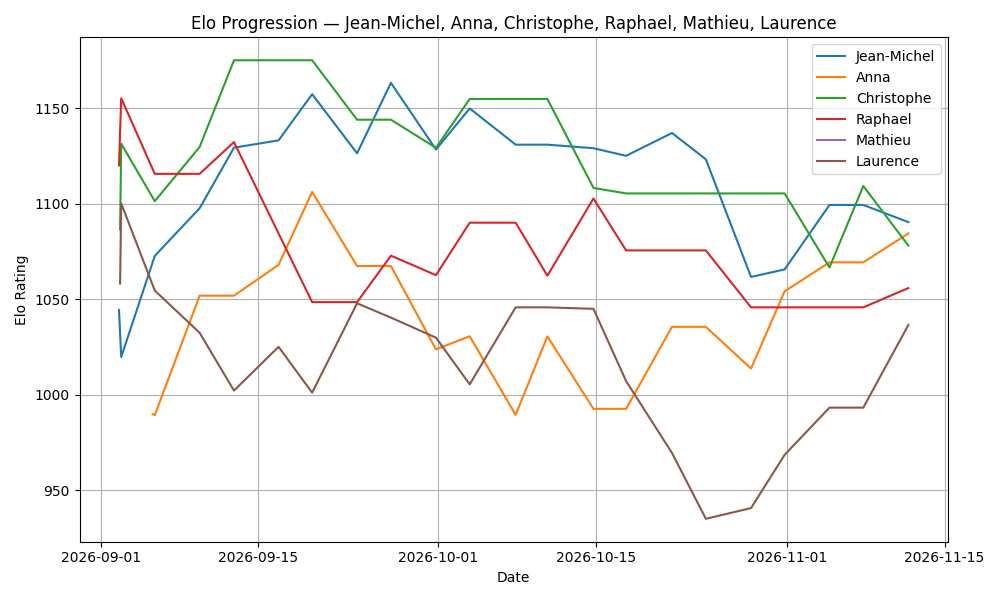 Elo Progression — Jean-Michel, Anna, Christophe, Raphael, Mathieu, Laurence
Jean-Michel
Anna
Christophe
Raphael
Mathieu
Laurence
Elo Rating
1150
1100
1050
1000
950
2026-09-01
2026-09-15
2026-10-01
2026-10-15
2026-11-01
2026-11-15
Date